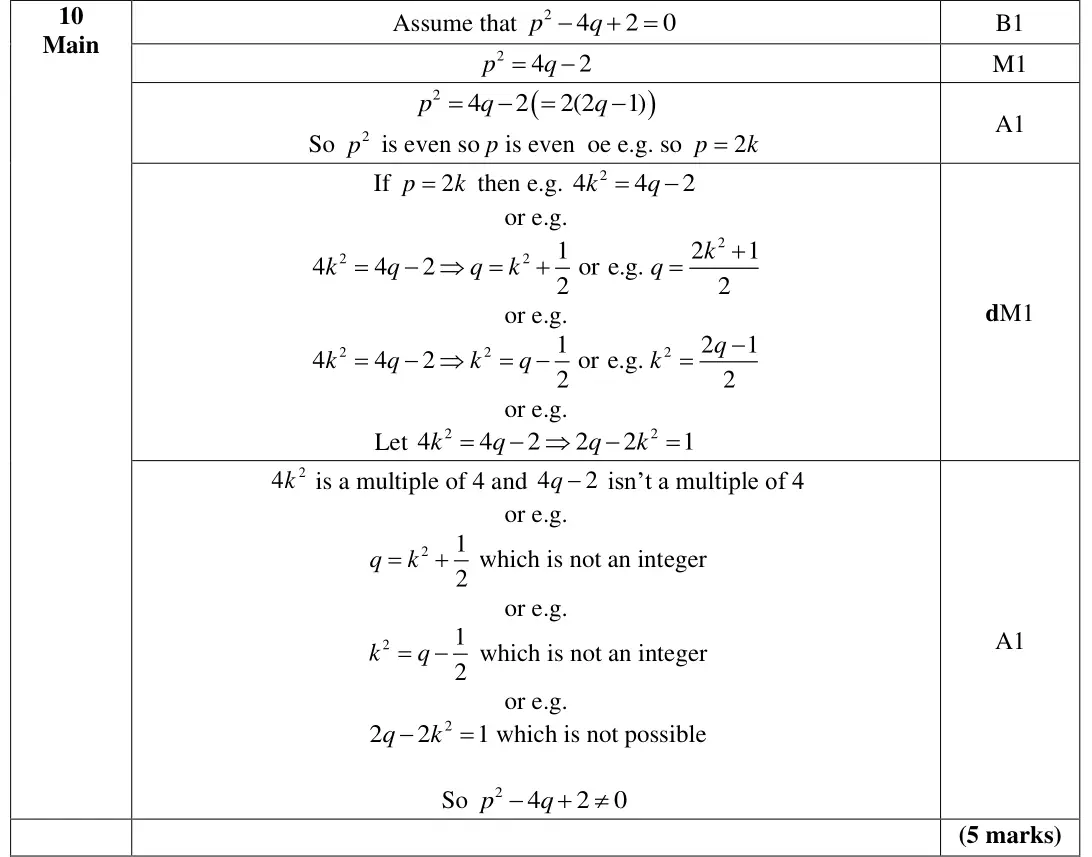 10
Main
Assume that p² − 4q + 2 = 0
B1
p² = 4q − 2
M1
p² = 4q − 2 (= 2(2q − 1))
So p² is even so p is even oe e.g. so p = 2k
A1
If p = 2k then e.g. 4k² = 4q − 2
or e.g.
4k² = 4q − 2 ⇒ q = k² + 1/2 or e.g. q = (2k² + 1)/2
or e.g.
4k² = 4q − 2 ⇒ k² = q − 1/2 or e.g. k² = (2q − 1)/2
or e.g.
Let 4k² = 4q − 2 ⇒ 2q − 2k² = 1
dM1
4k² is a multiple of 4 and 4q − 2 isn’t a multiple of 4
or e.g.
q = k² + 1/2 which is not an integer
or e.g.
k² = q − 1/2 which is not an integer
or e.g.
2q − 2k² = 1 which is not possible
So p² − 4q + 2 ≠ 0
A1
(5 marks)